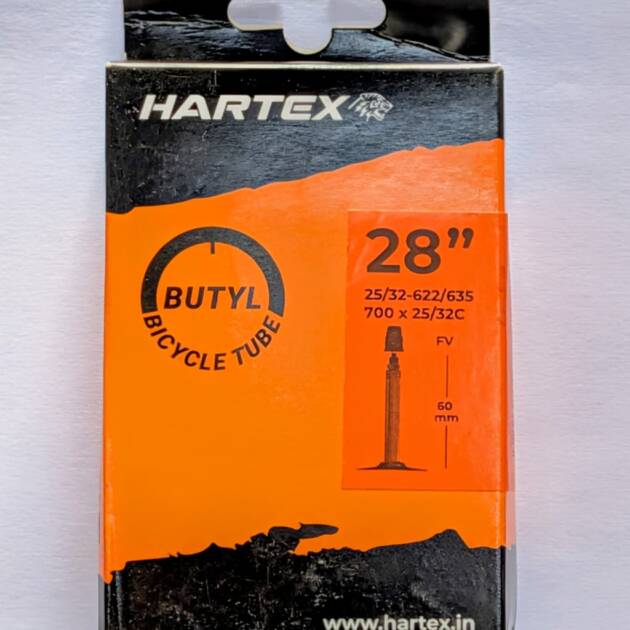 HARTEX
BUTYL
BICYCLE TUBE
28”
25/32-622/635
700 x 25/32C
FV
60
mm
www.hartex.in